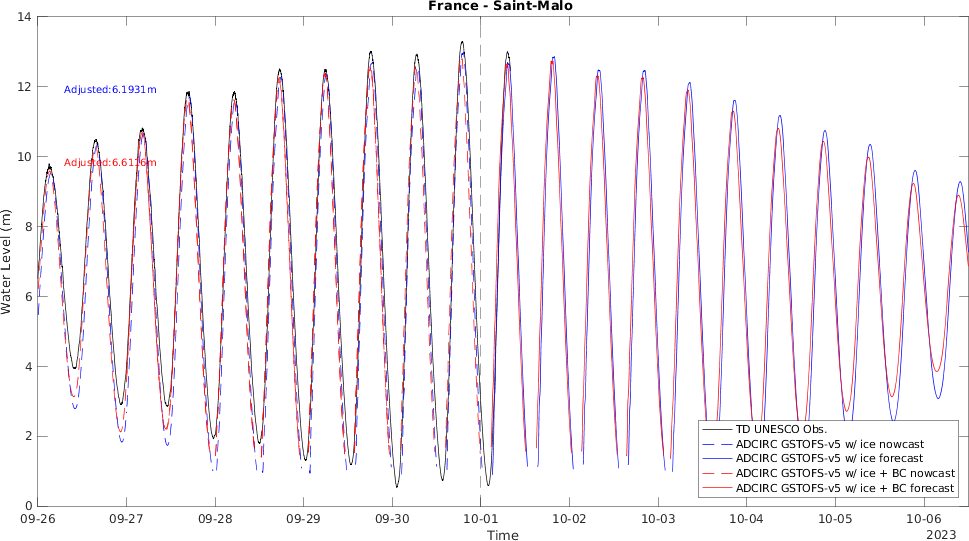 France - Saint-Malo
14
12
10
8
6
4
2
0
Water Level (m)
Adjusted:6.1931m
Adjusted:6.6116m
TD UNESCO Obs.
ADCIRC GSTOFS-v5 w/ ice nowcast
ADCIRC GSTOFS-v5 w/ ice forecast
ADCIRC GSTOFS-v5 w/ ice + BC nowcast
ADCIRC GSTOFS-v5 w/ ice + BC forecast
09-26 09-27 09-28 09-29 09-30 10-01 10-02 10-03 10-04 10-05 10-06
Time
2023